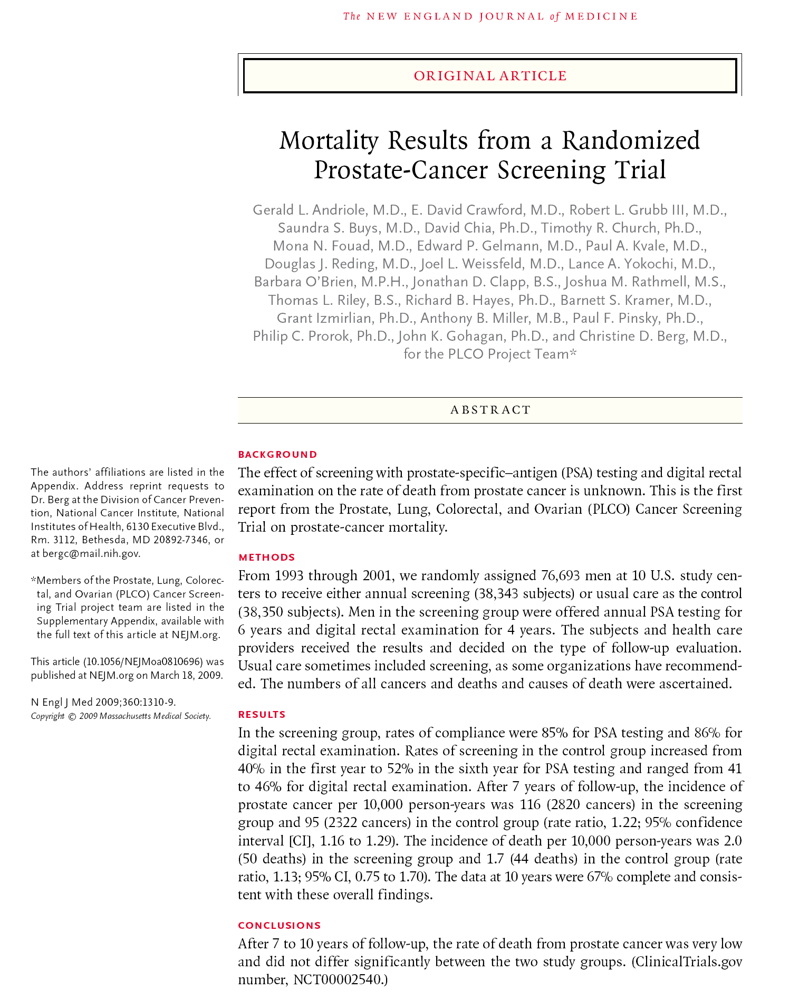 The NEW ENGLAND JOURNAL of MEDICINE
ORIGINAL ARTICLE
Mortality Results from a Randomized
Prostate-Cancer Screening Trial
Gerald L. Andriole, M.D., E. David Crawford, M.D., Robert L. Grubb III, M.D.,
Saundra S. Buys, M.D., David Chia, Ph.D., Timothy R. Church, Ph.D.,
Mona N. Fouad, M.D., Edward P. Gelmann, M.D., Paul A. Kvale, M.D.,
Douglas J. Reding, M.D., Joel L. Weissfeld, M.D., Lance A. Yokochi, M.D.,
Barbara O’Brien, M.P.H., Jonathan D. Clapp, B.S., Joshua M. Rathmell, M.S.,
Thomas L. Riley, B.S., Richard B. Hayes, Ph.D., Barnett S. Kramer, M.D.,
Grant Izmirlian, Ph.D., Anthony B. Miller, M.B., Paul F. Pinsky, Ph.D.,
Philip C. Prorok, Ph.D., John K. Gohagan, Ph.D., and Christine D. Berg, M.D.,
for the PLCO Project Team*
ABSTRACT
The authors’ affiliations are listed in the
Appendix. Address reprint requests to
Dr. Berg at the Division of Cancer Preven-
tion, National Cancer Institute, National
Institutes of Health, 6130 Executive Blvd.,
Rm. 3112, Bethesda, MD 20892-7346, or
at bergc@mail.nih.gov.
*Members of the Prostate, Lung, Colorec-
tal, and Ovarian (PLCO) Cancer Screen-
ing Trial project team are listed in the
Supplementary Appendix, available with
the full text of this article at NEJM.org.
This article (10.1056/NEJMoa0810696) was
published at NEJM.org on March 18, 2009.
N Engl J Med 2009;360:1310-9.
Copyright © 2009 Massachusetts Medical Society.
BACKGROUND
The effect of screening with prostate-specific–antigen (PSA) testing and digital rectal
examination on the rate of death from prostate cancer is unknown. This is the first
report from the Prostate, Lung, Colorectal, and Ovarian (PLCO) Cancer Screening
Trial on prostate-cancer mortality.
METHODS
From 1993 through 2001, we randomly assigned 76,693 men at 10 U.S. study cen-
ters to receive either annual screening (38,343 subjects) or usual care as the control
(38,350 subjects). Men in the screening group were offered annual PSA testing for
6 years and digital rectal examination for 4 years. The subjects and health care
providers received the results and decided on the type of follow-up evaluation.
Usual care sometimes included screening, as some organizations have recommend-
ed. The numbers of all cancers and deaths and causes of death were ascertained.
RESULTS
In the screening group, rates of compliance were 85% for PSA testing and 86% for
digital rectal examination. Rates of screening in the control group increased from
40% in the first year to 52% in the sixth year for PSA testing and ranged from 41
to 46% for digital rectal examination. After 7 years of follow-up, the incidence of
prostate cancer per 10,000 person-years was 116 (2820 cancers) in the screening
group and 95 (2322 cancers) in the control group (rate ratio, 1.22; 95% confidence
interval [CI], 1.16 to 1.29). The incidence of death per 10,000 person-years was 2.0
(50 deaths) in the screening group and 1.7 (44 deaths) in the control group (rate
ratio, 1.13; 95% CI, 0.75 to 1.70). The data at 10 years were 67% complete and consis-
tent with these overall findings.
CONCLUSIONS
After 7 to 10 years of follow-up, the rate of death from prostate cancer was very low
and did not differ significantly between the two study groups. (ClinicalTrials.gov
number, NCT00002540.)